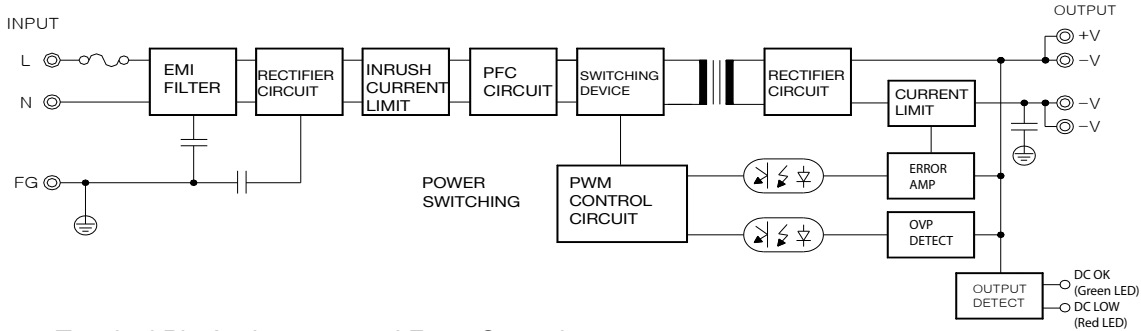 INPUT
OUTPUT
L
EMI
FILTER
RECTIFIER
CIRCUIT
INRUSH
CURRENT
LIMIT
PFC
CIRCUIT
SWITCHING
DEVICE
RECTIFIER
CIRCUIT
CURRENT
LIMIT
+V
−V
N
−V
−V
FG
POWER
SWITCHING
PWM
CONTROL
CIRCUIT
ERROR
AMP
OVP
DETECT
OUTPUT
DETECT
DC OK
(Green LED)
DC LOW
(Red LED)